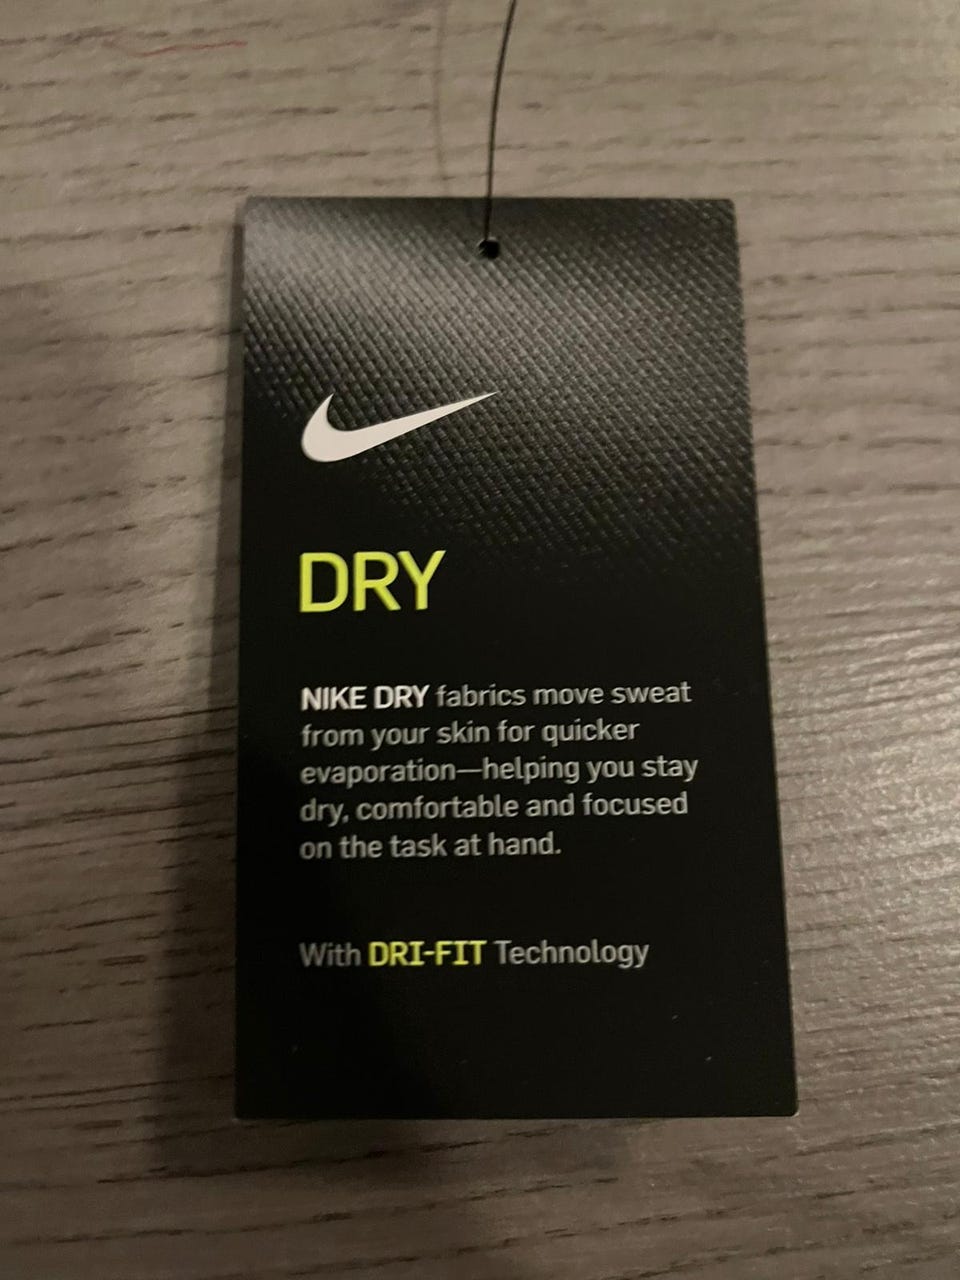 DRY
NIKE DRY fabrics move sweat
from your skin for quicker
evaporation—helping you stay
dry, comfortable and focused
on the task at hand.
With DRI-FIT Technology